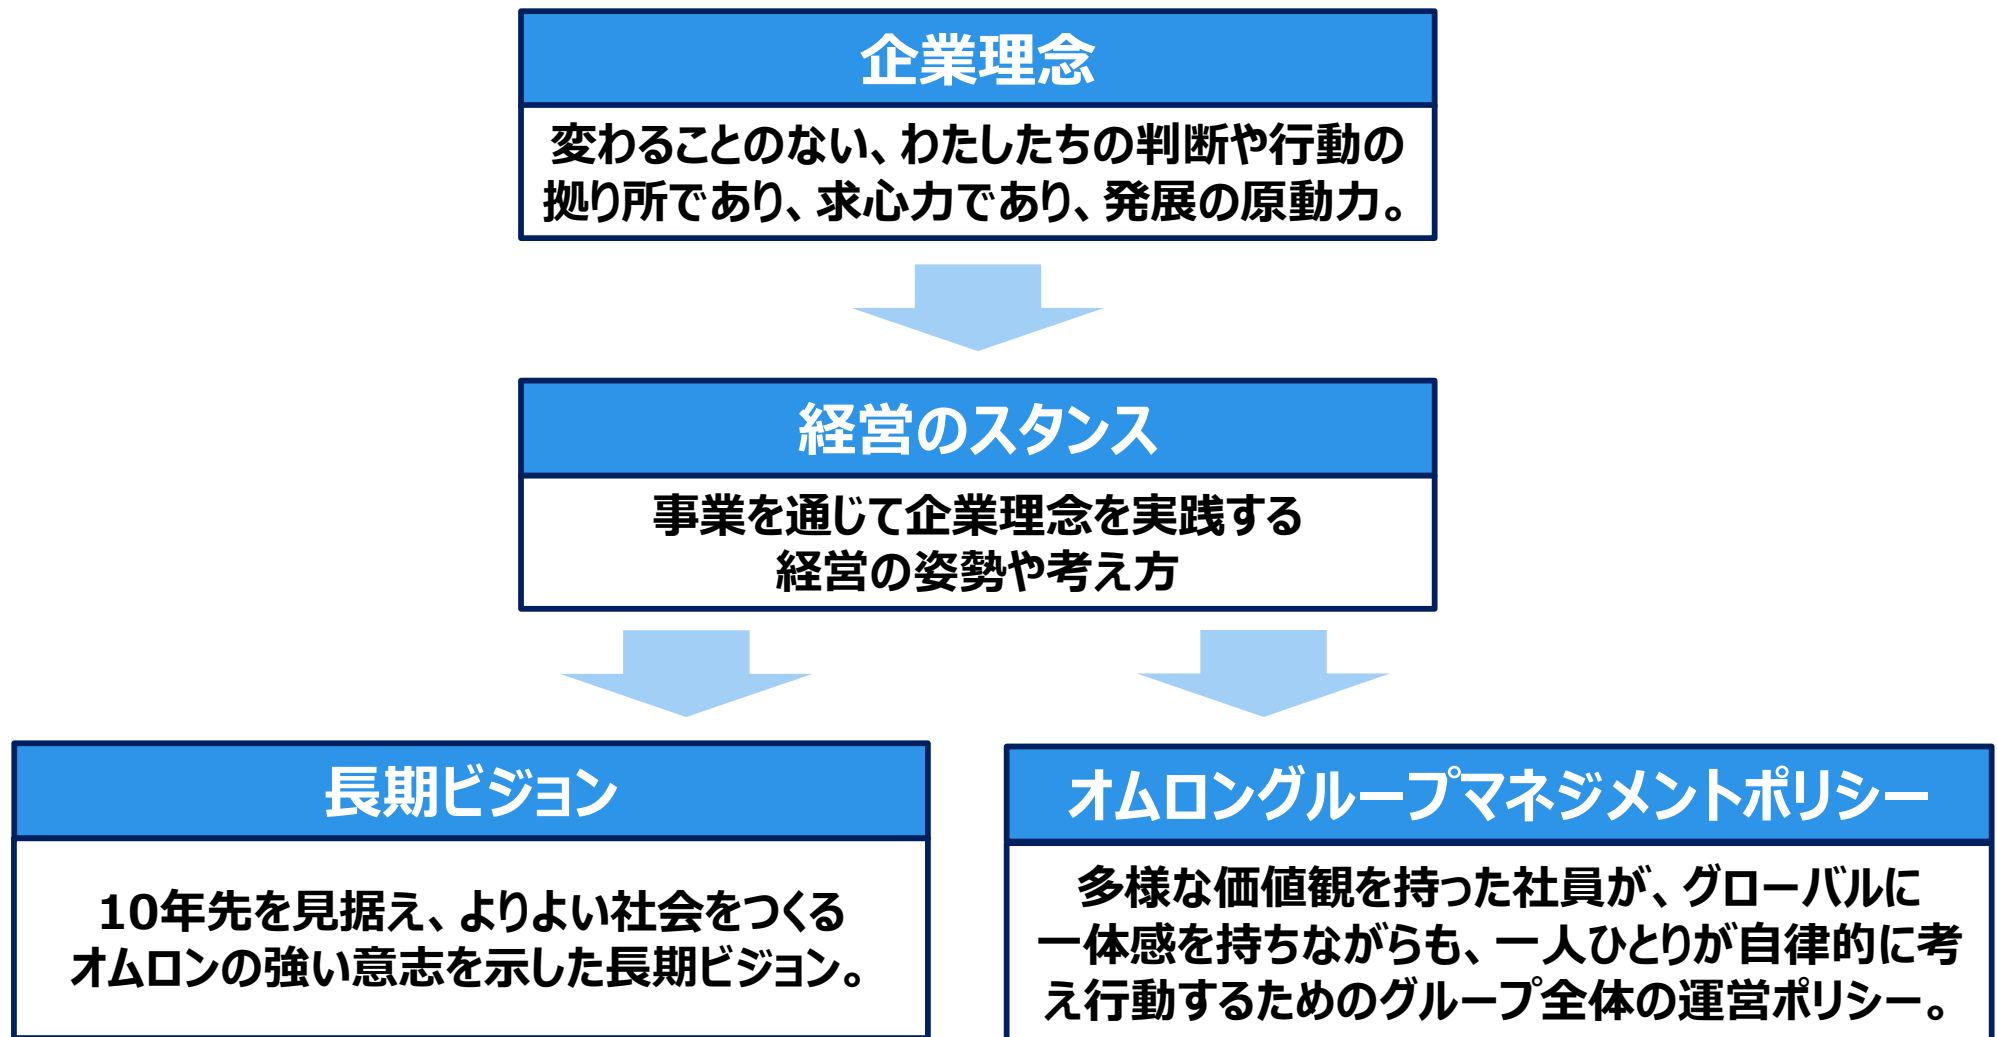 企業理念
変わることのない、わたしたちの判断や行動の
拠り所であり、求心力であり、発展の原動力。
経営のスタンス
事業を通じて企業理念を実践する
経営の姿勢や考え方
長期ビジョン
10年先を見据え、よりよい社会をつくる
オムロンの強い意志を示した長期ビジョン。
オムロングループマネジメントポリシー
多様な価値観を持った社員が、グローバルに
一体感を持ちながらも、一人ひとりが自律的に考
え行動するためのグループ全体の運営ポリシー。